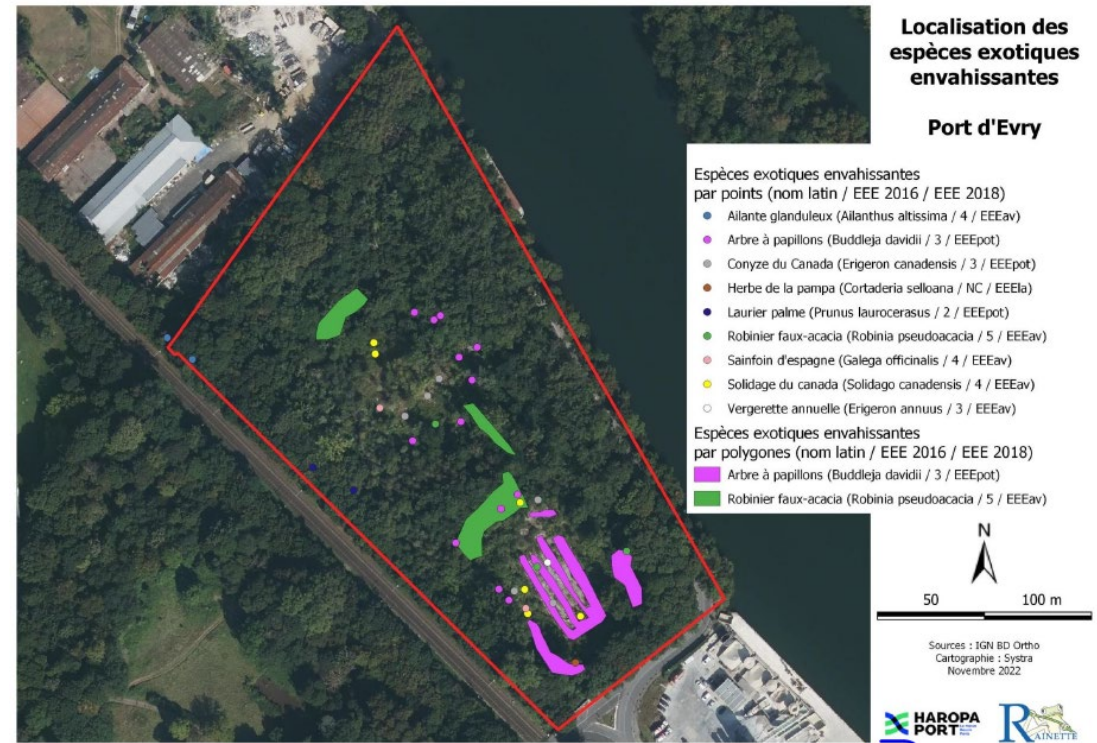 Localisation des
espèces exotiques
envahissantes
Port d'Evry
Espèces exotiques envahissantes
par points (nom latin / EEE 2016 / EEE 2018)
Ailante glanduleux (Ailanthus altissima / 4 / EEEav)
Arbre à papillons (Buddleja davidii / 3 / EEEpot)
Conyze du Canada (Erigeron canadensis / 3 / EEEpot)
Herbe de la pampa (Cortaderia selloana / NC / EEEla)
Laurier palme (Prunus laurocerasus / 2 / EEEpot)
Robinier faux-acacia (Robinia pseudoacacia / 5 / EEEav)
Sainfoin d'espagne (Galega officinalis / 4 / EEEav)
Solidage du canada (Solidago canadensis / 4 / EEEav)
Vergerette annuelle (Erigeron annuus / 3 / EEEav)
Espèces exotiques envahissantes
par polygones (nom latin / EEE 2016 / EEE 2018)
Arbre à papillons (Buddleja davidii / 3 / EEEpot)
Robinier faux-acacia (Robinia pseudoacacia / 5 / EEEav)
N
50 100 m
Sources : IGN BD Ortho
Cartographie : Systra
Novembre 2022
HAROPA
PORT
RAINETTE